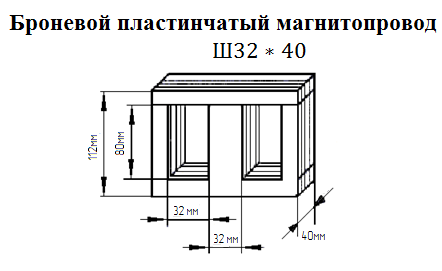 Броневой пластинчатый магнитопровод
Ш32 * 40
112мм
80мм
32 мм
32 мм
40мм